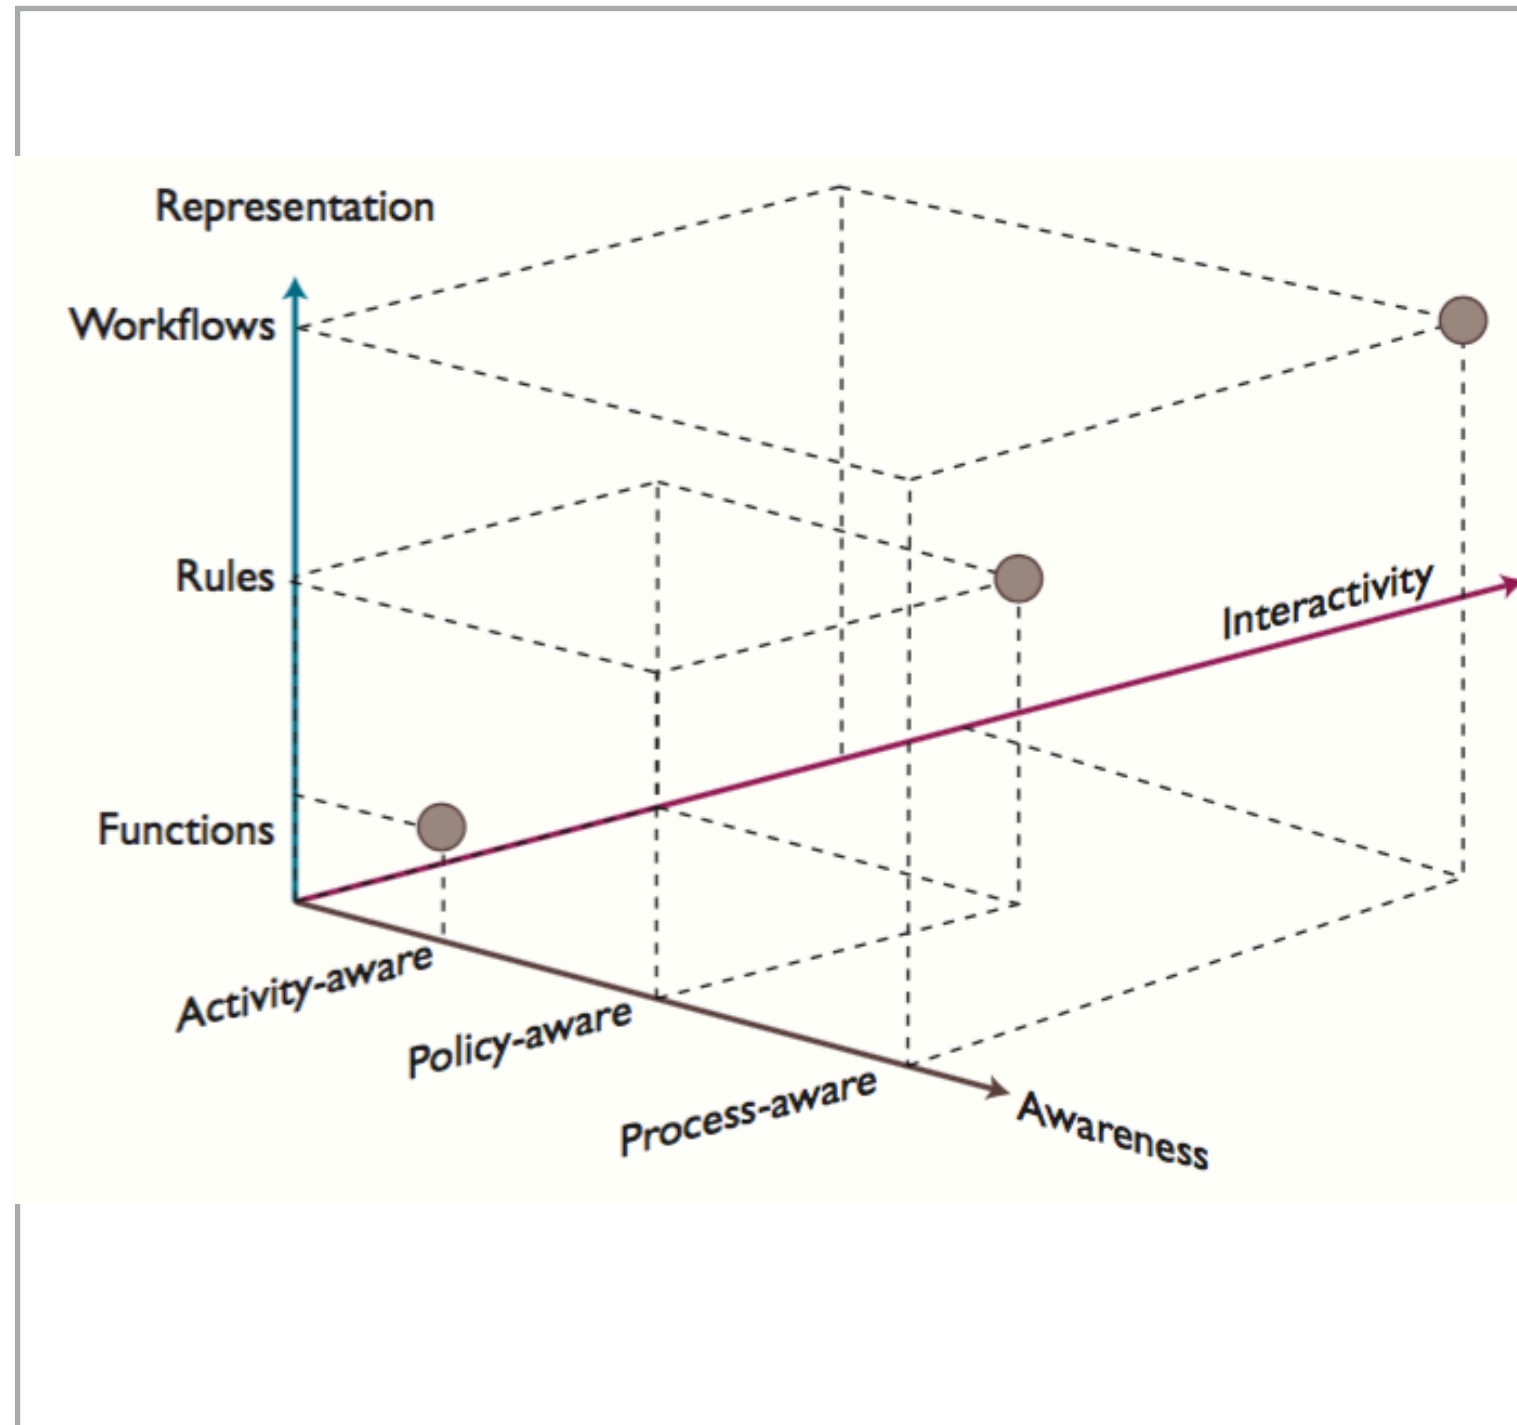 Representation
Workflows
Rules
Interactivity
Functions
Activity-aware
Policy-aware
Process-aware
Awareness